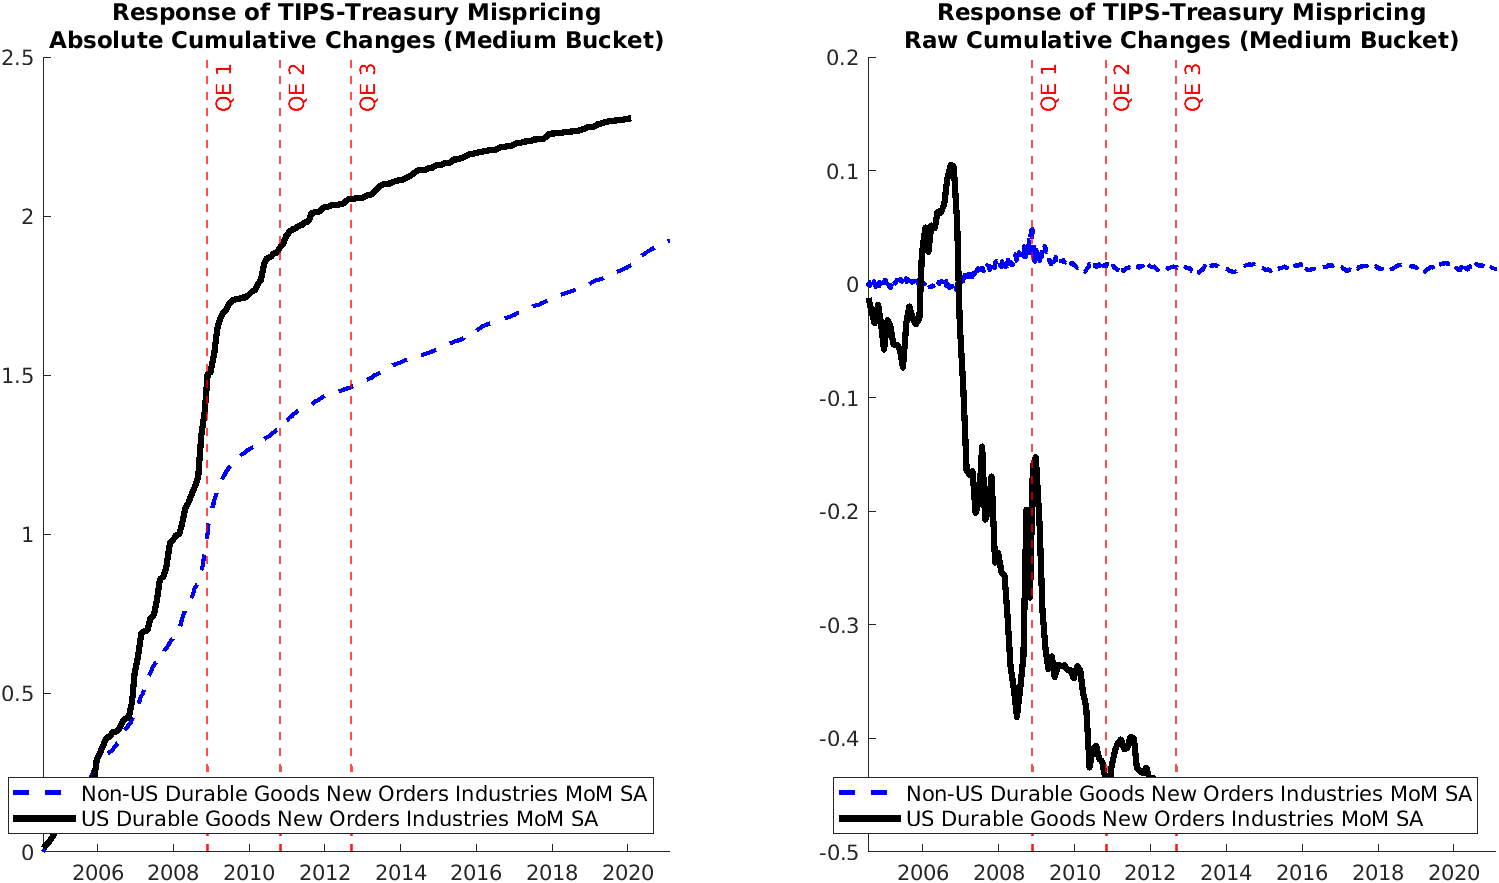 Response of TIPS-Treasury Mispricing
Absolute Cumulative Changes (Medium Bucket)
2.5
2
1.5
1
0.5
0
QE 1
QE 2
QE 3
Non-US Durable Goods New Orders Industries MoM SA
US Durable Goods New Orders Industries MoM SA
2006 2008 2010 2012 2014 2016 2018 2020
Response of TIPS-Treasury Mispricing
Raw Cumulative Changes (Medium Bucket)
0.2
0.1
0
-0.1
-0.2
-0.3
-0.4
-0.5
QE 1
QE 2
QE 3
Non-US Durable Goods New Orders Industries MoM SA
US Durable Goods New Orders Industries MoM SA
2006 2008 2010 2012 2014 2016 2018 2020